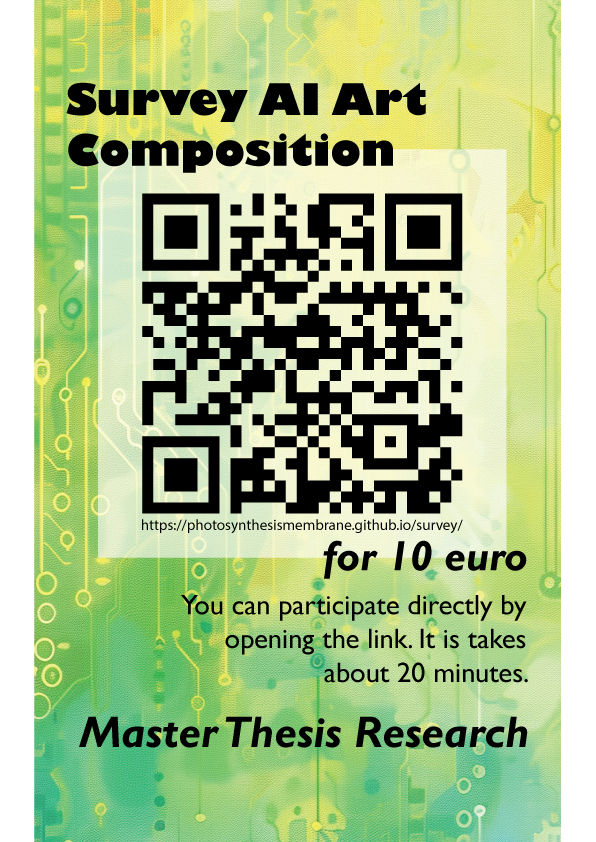 Survey AI Art
Composition
https://photosynthesismembrane.github.io/survey/
for 10 euro
You can participate directly by
opening the link. It is takes
about 20 minutes.
Master Thesis Research